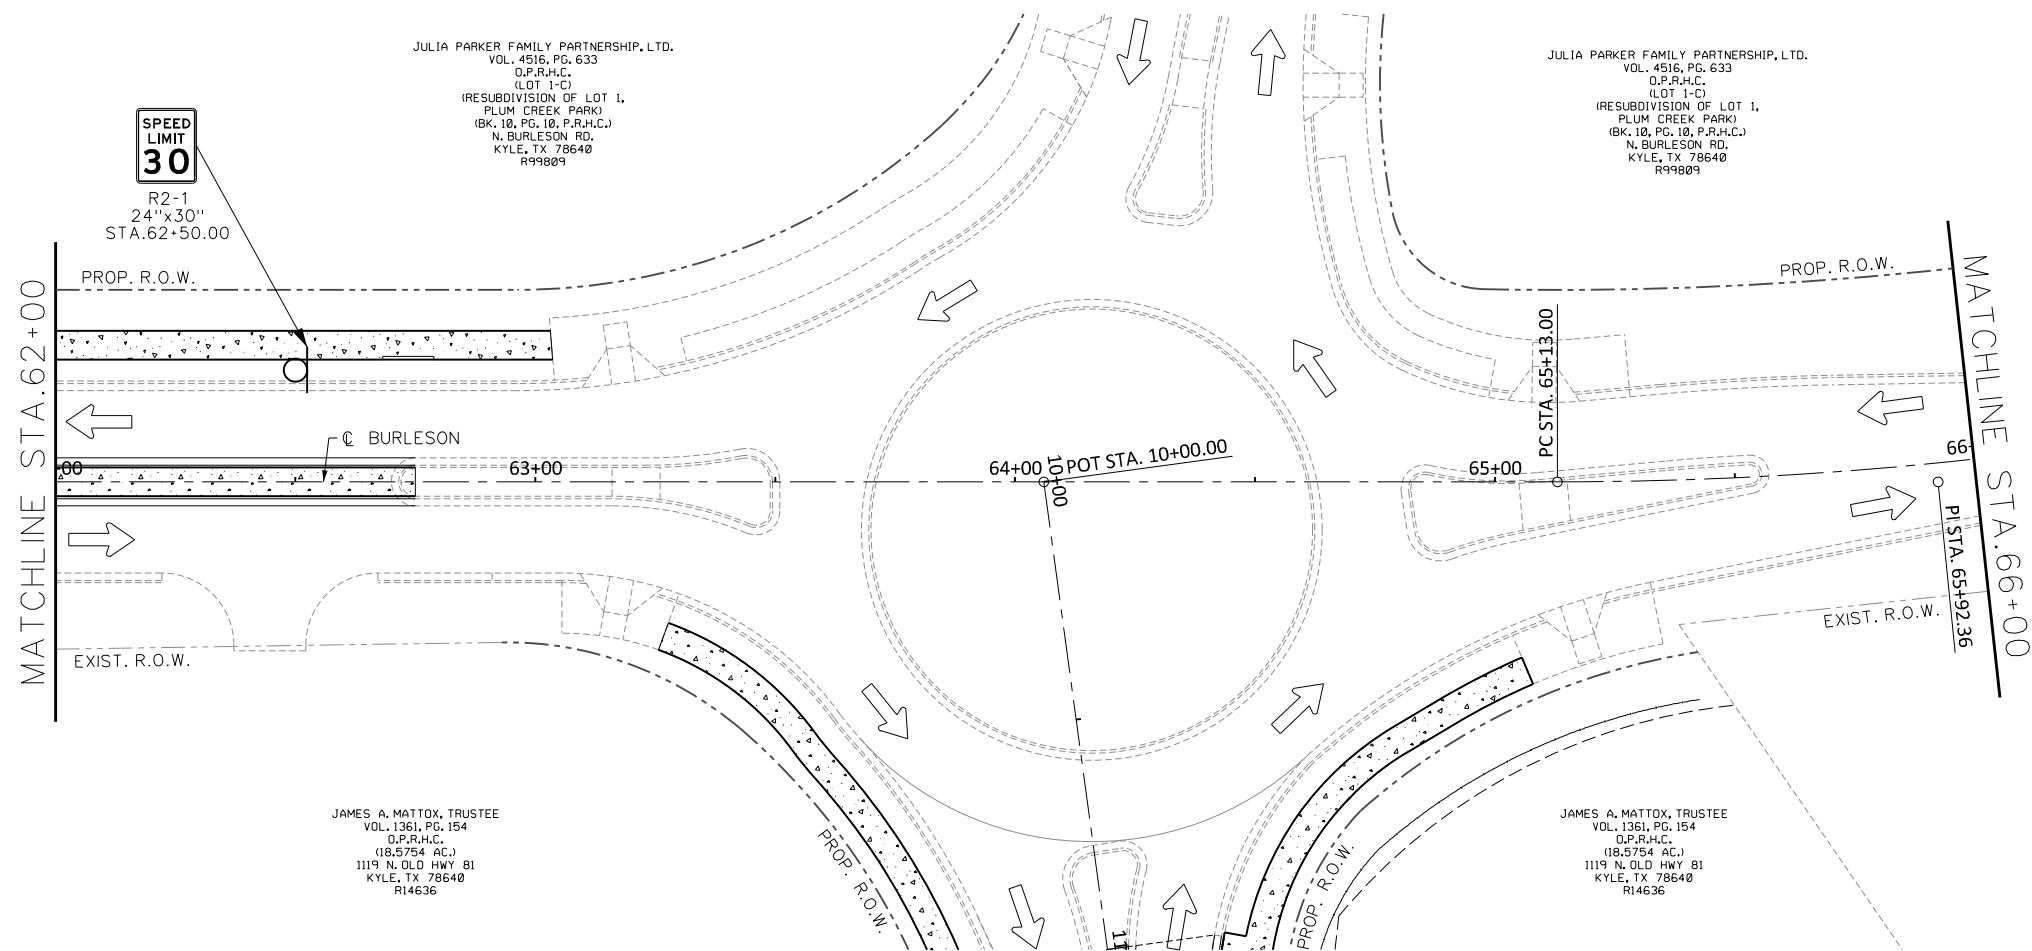 JULIA PARKER FAMILY PARTNERSHIP, LTD.
VOL. 4516, PG. 633
O.P.R.H.C.
(LOT 1-C)
(RESUBDIVISION OF LOT 1,
PLUM CREEK PARK)
(BK. 10, PG. 10, P.R.H.C.)
N. BURLESON RD.
KYLE, TX 78640
R99809
JULIA PARKER FAMILY PARTNERSHIP, LTD.
VOL. 4516, PG. 633
O.P.R.H.C.
(LOT 1-C)
(RESUBDIVISION OF LOT 1,
PLUM CREEK PARK)
(BK. 10, PG. 10, P.R.H.C.)
N. BURLESON RD.
KYLE, TX 78640
R99809
SPEED
LIMIT
30
R2-1
24"x30"
STA.62+50.00
PROP. R.O.W.
PROP. R.O.W.
MATCHLINE STA.62+00
MATCHLINE STA.66+00
PC STA. 65+13.00
℄ BURLESON
00
63+00
64+00
10+00
POT STA. 10+00.00
65+00
66+
PI STA. 65+92.36
EXIST. R.O.W.
EXIST. R.O.W.
JAMES A. MATTOX, TRUSTEE
VOL. 1361, PG. 154
O.P.R.H.C.
(18.5754 AC.)
1119 N. OLD HWY 81
KYLE, TX 78640
R14636
PROP. R.O.W.
PROP. R.O.W.
11
JAMES A. MATTOX, TRUSTEE
VOL. 1361, PG. 154
O.P.R.H.C.
(18.5754 AC.)
1119 N. OLD HWY 81
KYLE, TX 78640
R14636